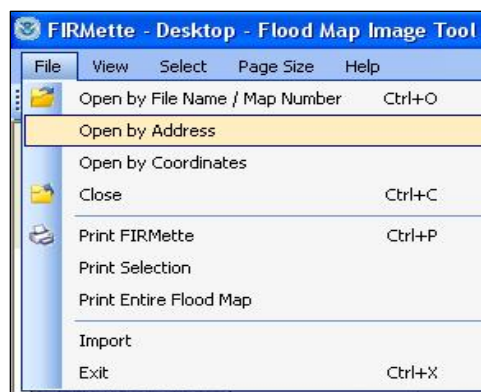 FIRMette - Desktop - Flood Map Image Tool
File View Select Page Size Help
Open by File Name / Map Number Ctrl+O
Open by Address
Open by Coordinates
Close Ctrl+C
Print FIRMette Ctrl+P
Print Selection
Print Entire Flood Map
Import
Exit Ctrl+X